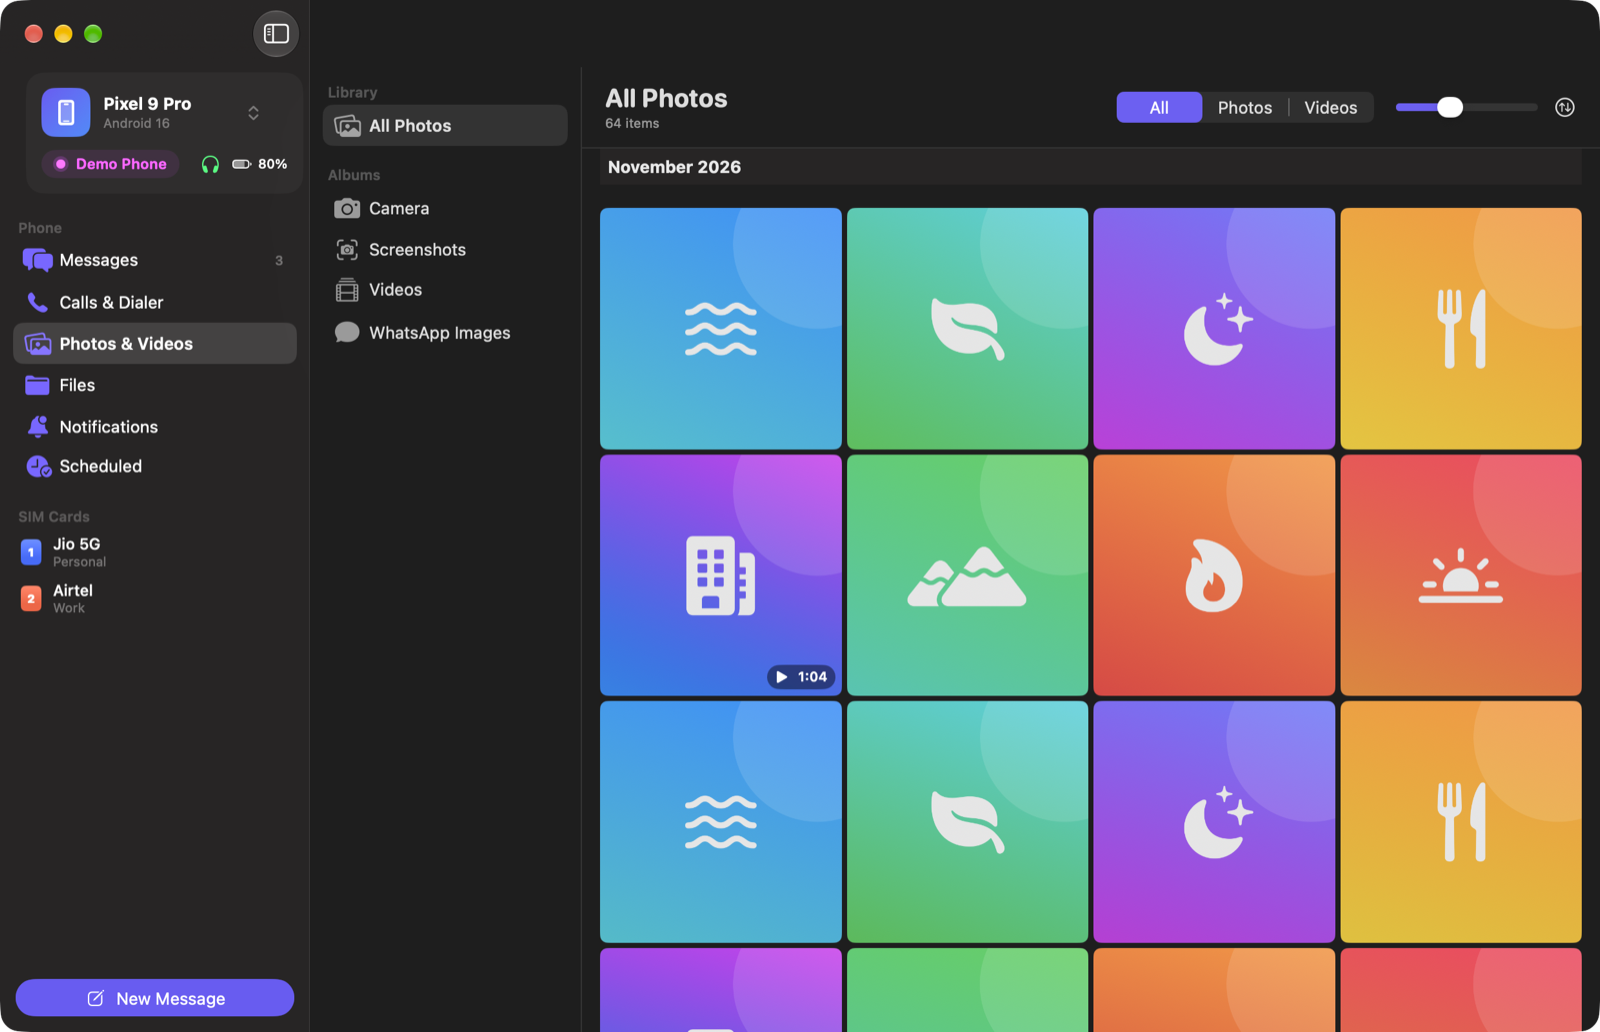 Pixel 9 Pro
Android 16
Demo Phone
80%
Phone
Messages
3
Calls & Dialer
Photos & Videos
Files
Notifications
Scheduled
SIM Cards
1
Jio 5G
Personal
2
Airtel
Work
New Message
Library
All Photos
Albums
Camera
Screenshots
Videos
WhatsApp Images
All Photos
64 items
All
Photos
Videos
November 2026
1:04